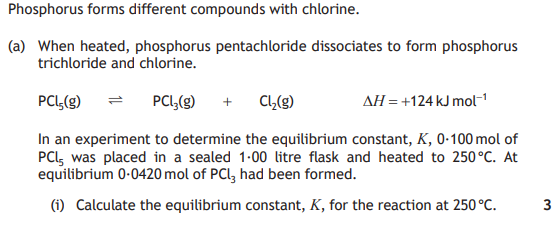 Phosphorus forms different compounds with chlorine.
(a) When heated, phosphorus pentachloride dissociates to form phosphorus
trichloride and chlorine.
PCl₅(g) ⇌ PCl₃(g) + Cl₂(g) ΔH = +124 kJ mol⁻¹
In an experiment to determine the equilibrium constant, K, 0·100 mol of
PCl₅ was placed in a sealed 1·00 litre flask and heated to 250 °C. At
equilibrium 0·0420 mol of PCl₃ had been formed.
(i) Calculate the equilibrium constant, K, for the reaction at 250 °C. 3